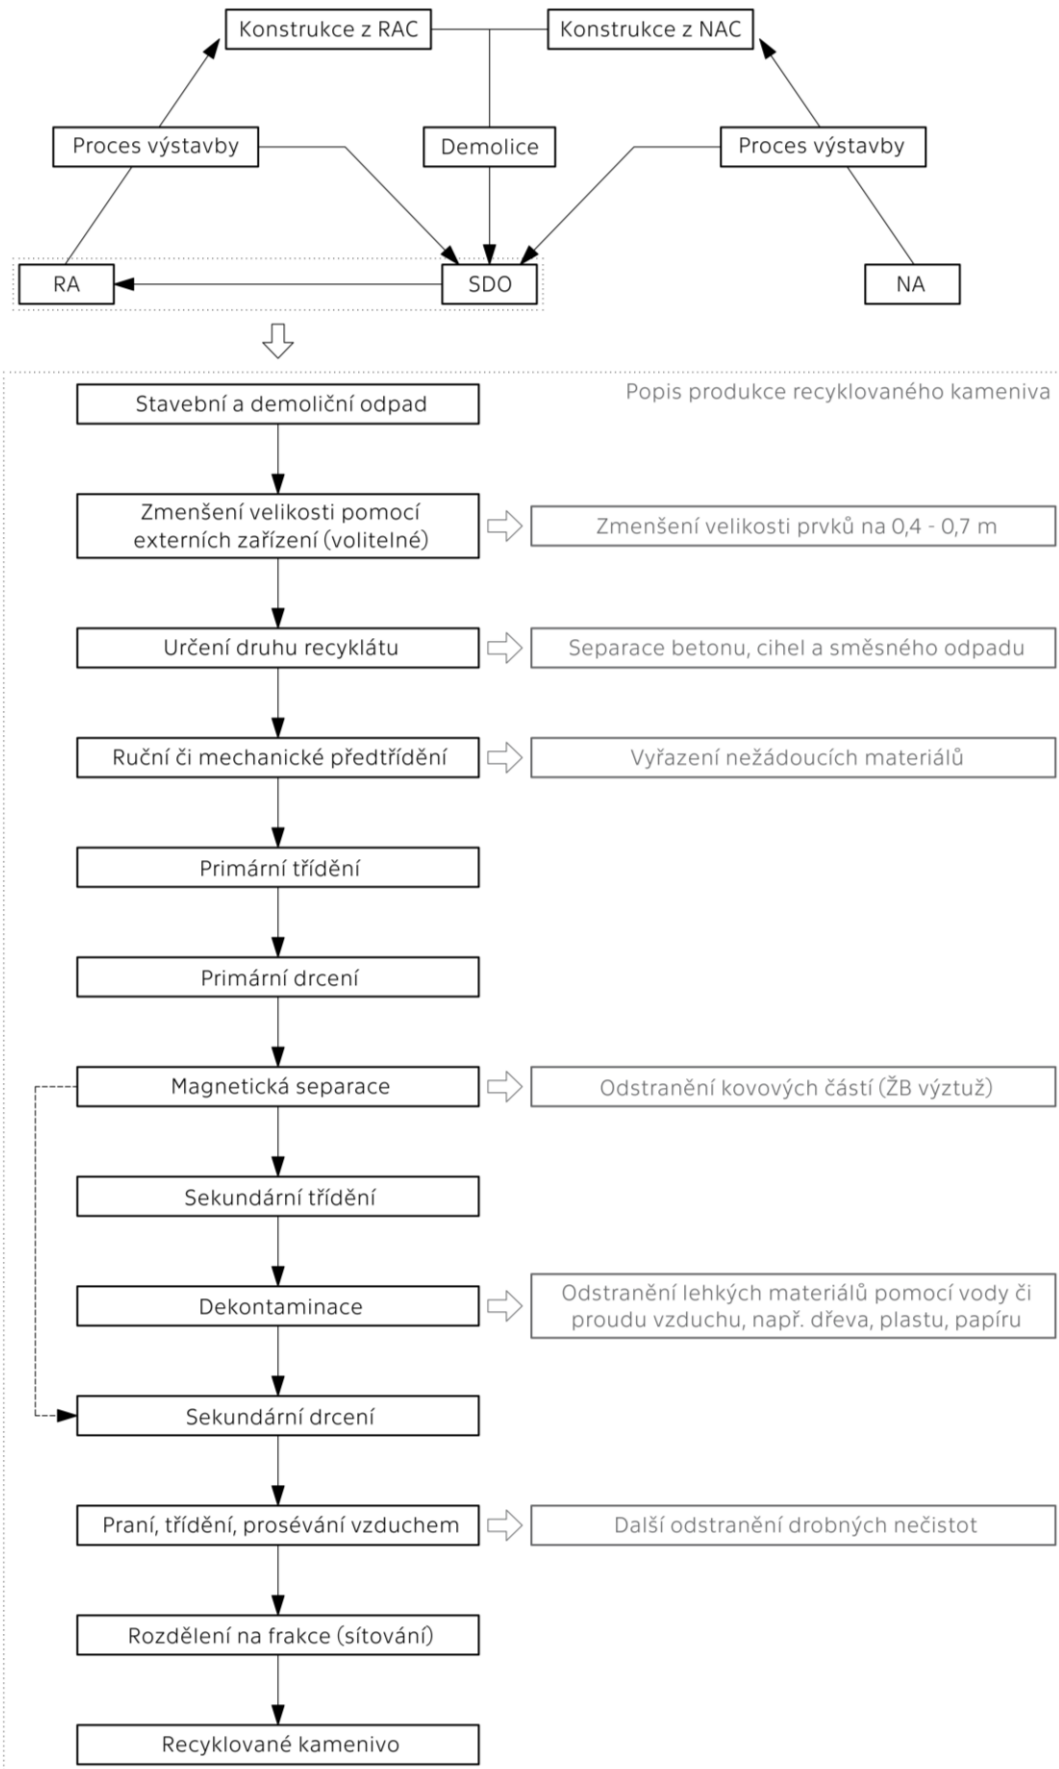 Konstrukce z RAC
Konstrukce z NAC
Proces výstavby
Demolice
Proces výstavby
RA
SDO
NA
Popis produkce recyklovaného kameniva
Stavební a demoliční odpad
Zmenšení velikosti pomocí
externích zařízení (volitelné)
Zmenšení velikosti prvků na 0,4 - 0,7 m
Určení druhu recyklátu
Separace betonu, cihel a směsného odpadu
Ruční či mechanické předtřídění
Vyřazení nežádoucích materiálů
Primární třídění
Primární drcení
Magnetická separace
Odstranění kovových částí (ŽB výztuž)
Sekundární třídění
Dekontaminace
Odstranění lehkých materiálů pomocí vody či
proudu vzduchu, např. dřeva, plastu, papíru
Sekundární drcení
Praní, třídění, prosévání vzduchem
Další odstranění drobných nečistot
Rozdělení na frakce (sítování)
Recyklované kamenivo